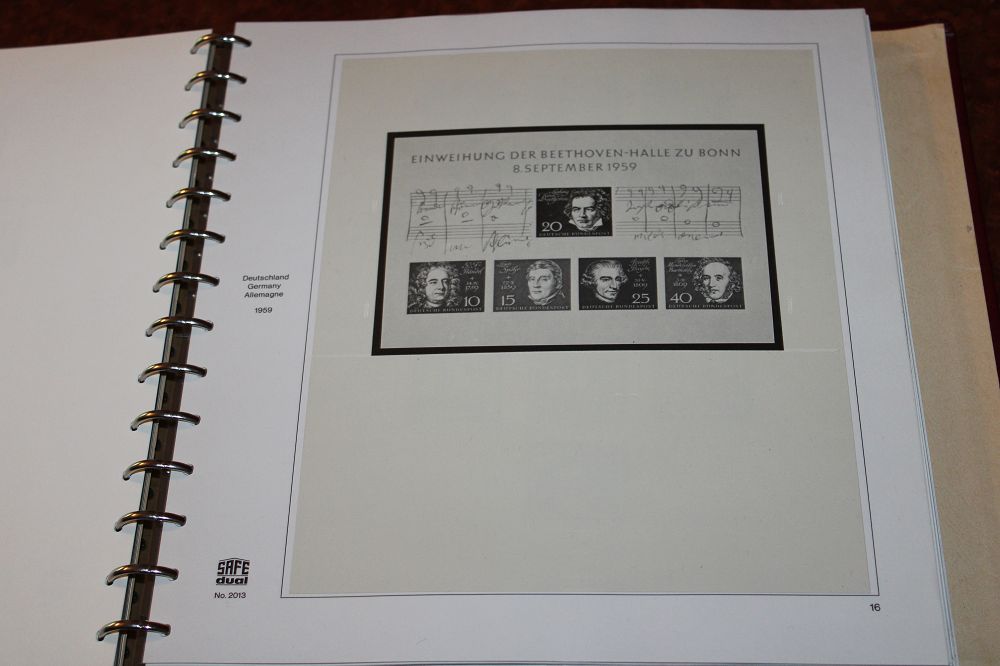 EINWEIHUNG DER BEETHOVEN-HALLE ZU BONN
8. SEPTEMBER 1959
20
DEUTSCHE BUNDESPOST
10
DEUTSCHE BUNDESPOST
15
DEUTSCHE BUNDESPOST
25
DEUTSCHE BUNDESPOST
40
DEUTSCHE BUNDESPOST
Deutschland
Germany
Allemagne
1959
SAFE
dual
No. 2013
16